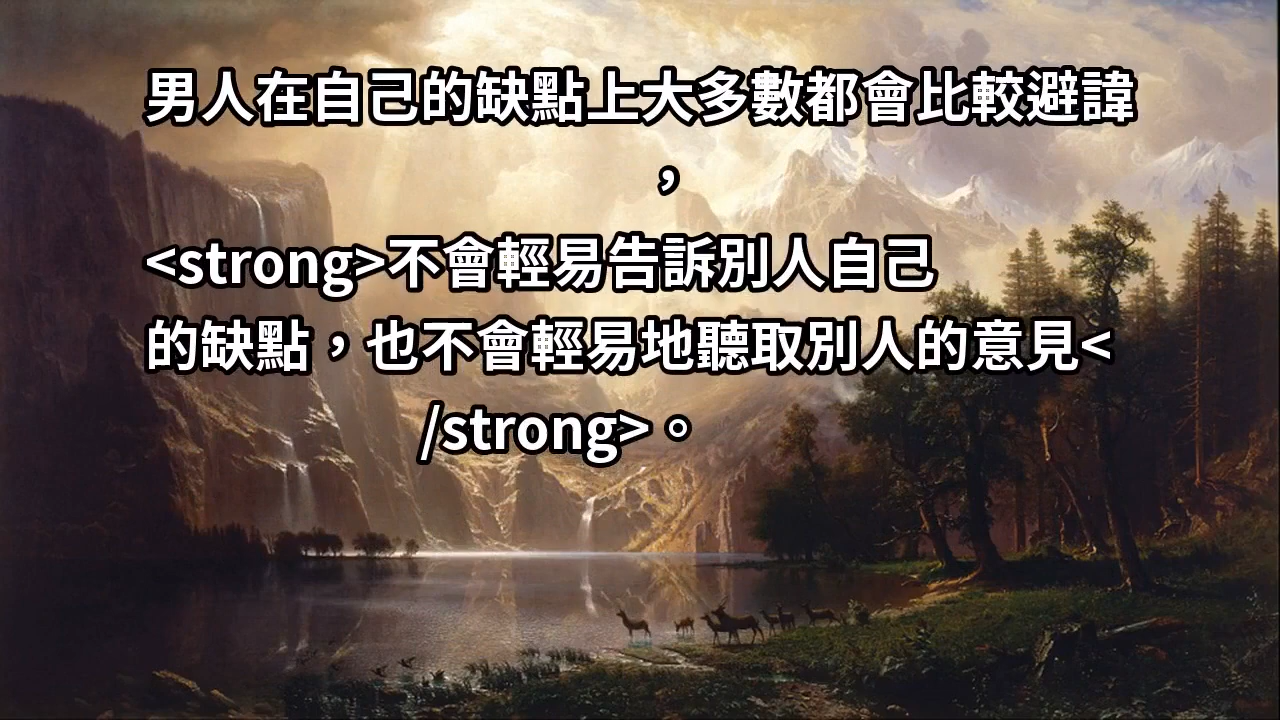 男人在自己的缺點上大多數都會比較避諱
，
<strong>不會輕易告訴別人自己
的缺點，也不會輕易地聽取別人的意見<
/strong>。